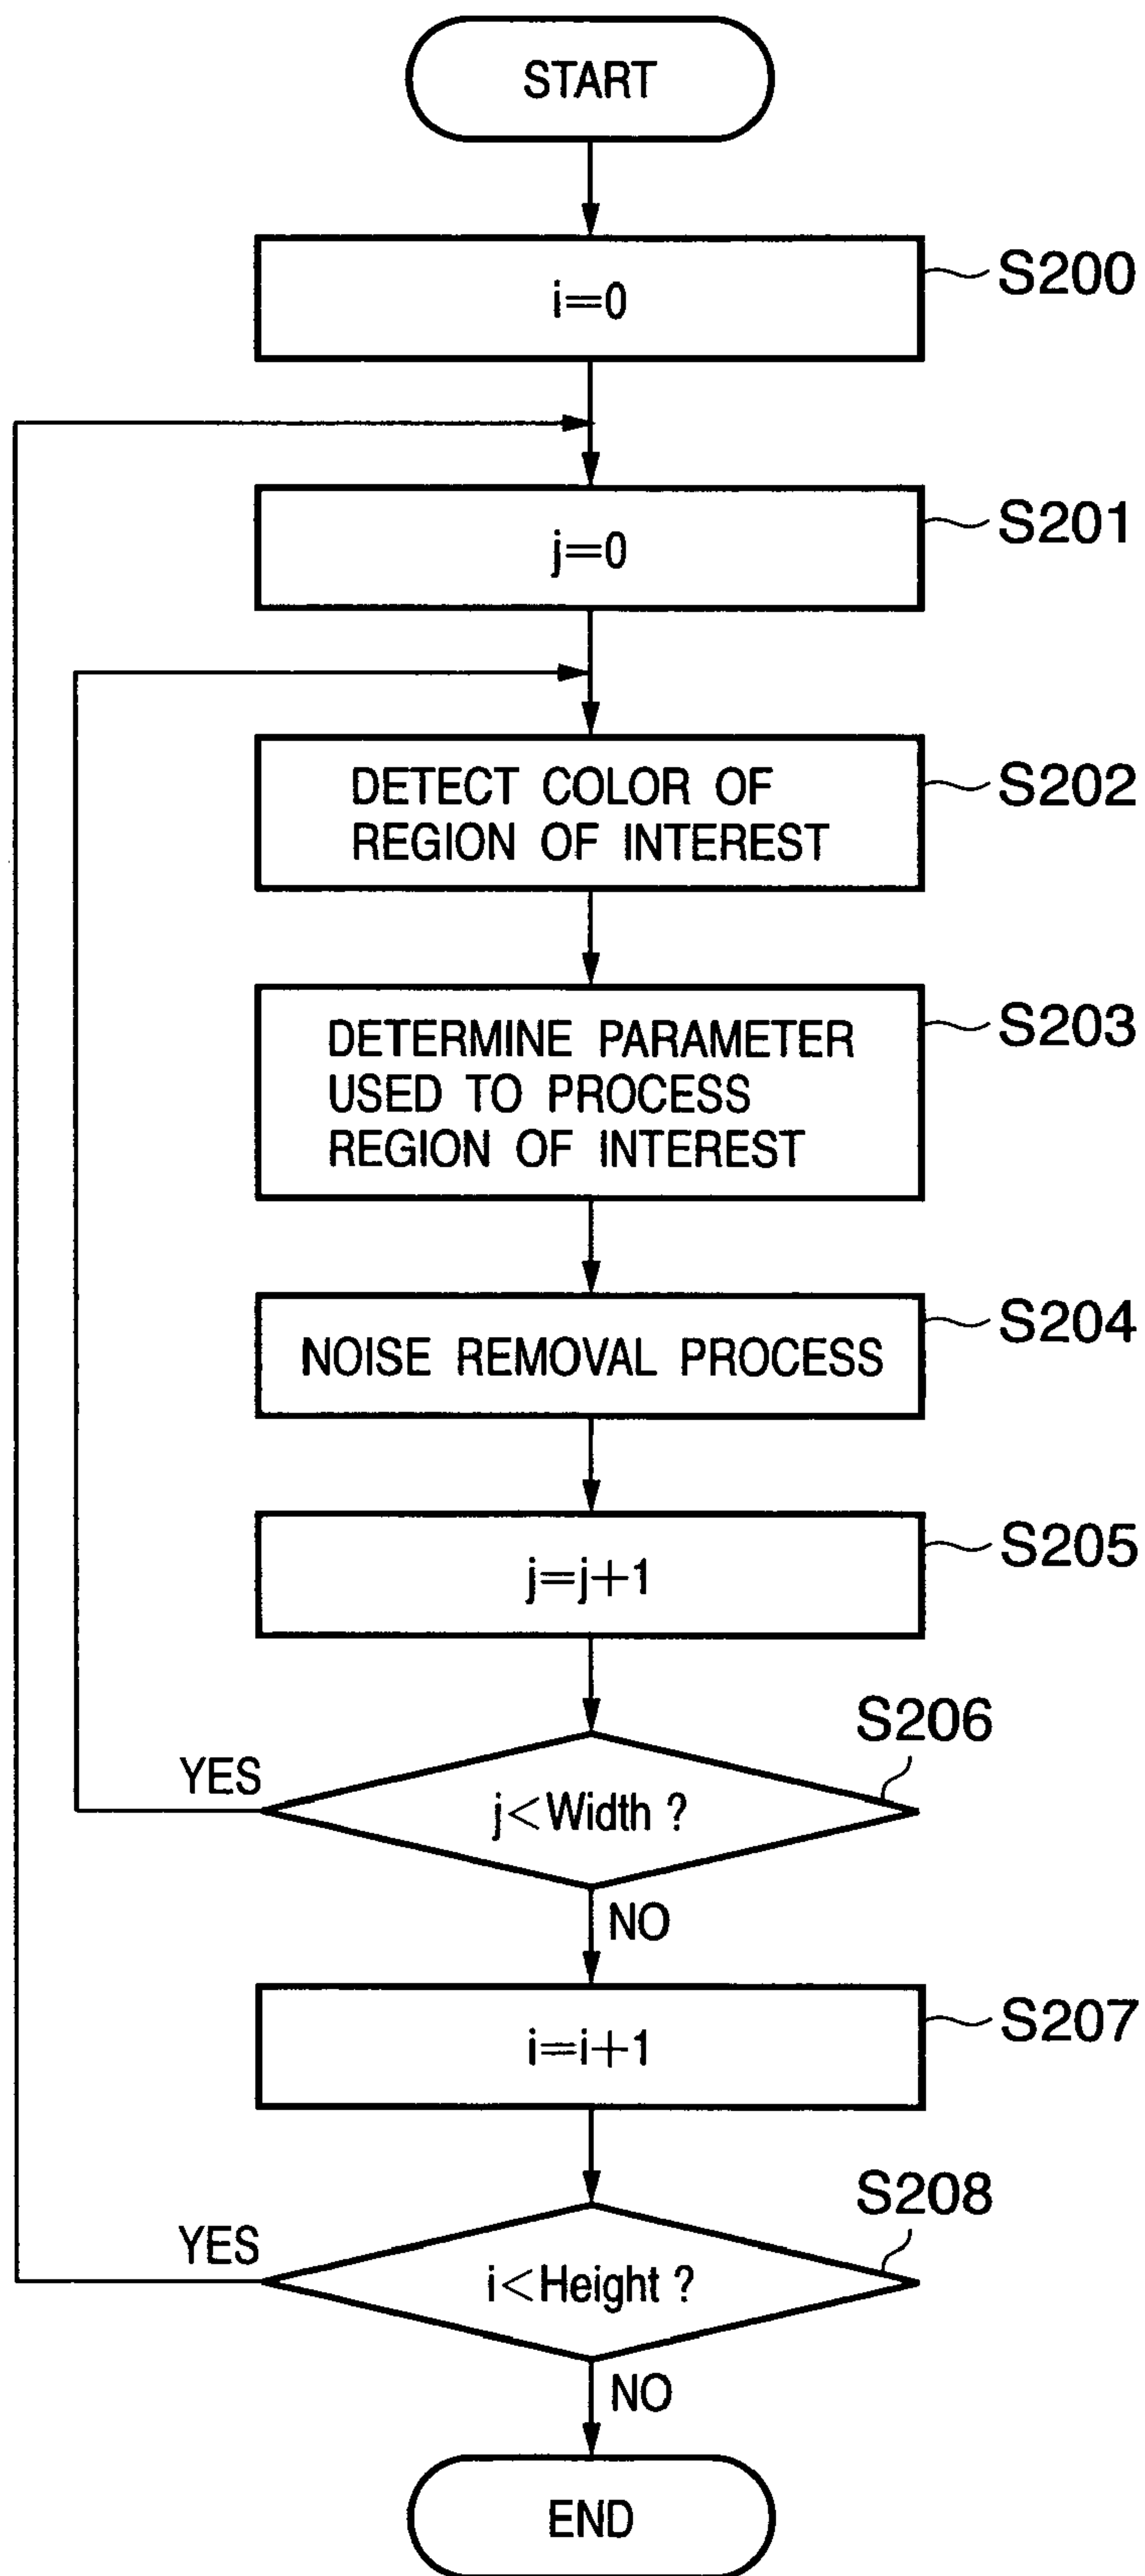 START
i=0
S200
j=0
S201
DETECT COLOR OF
REGION OF INTEREST
S202
DETERMINE PARAMETER
USED TO PROCESS
REGION OF INTEREST
S203
NOISE REMOVAL PROCESS
S204
j=j+1
S205
S206
YES
j<Width ?
NO
i=i+1
S207
S208
YES
i<Height ?
NO
END